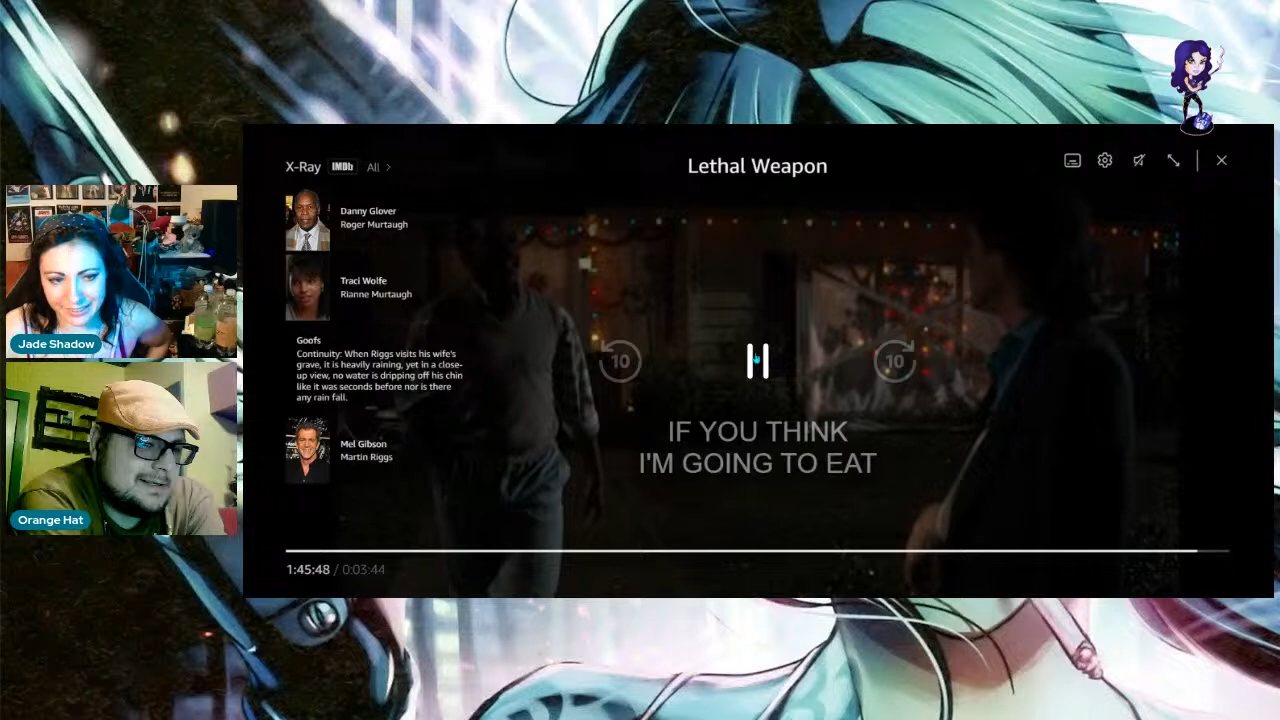 X-Ray IMDb All >
Lethal Weapon
Danny Glover
Roger Murtaugh
Traci Wolfe
Rianne Murtaugh
Goofs
Continuity: When Riggs visits his wife's
grave, it is heavily raining, yet in a close-
up view, no water is dripping off his chin
like it was seconds before nor is there
any rain fall.
Mel Gibson
Martin Riggs
10
10
IF YOU THINK
I'M GOING TO EAT
1:45:48 / 0:03:44
Jade Shadow
Orange Hat